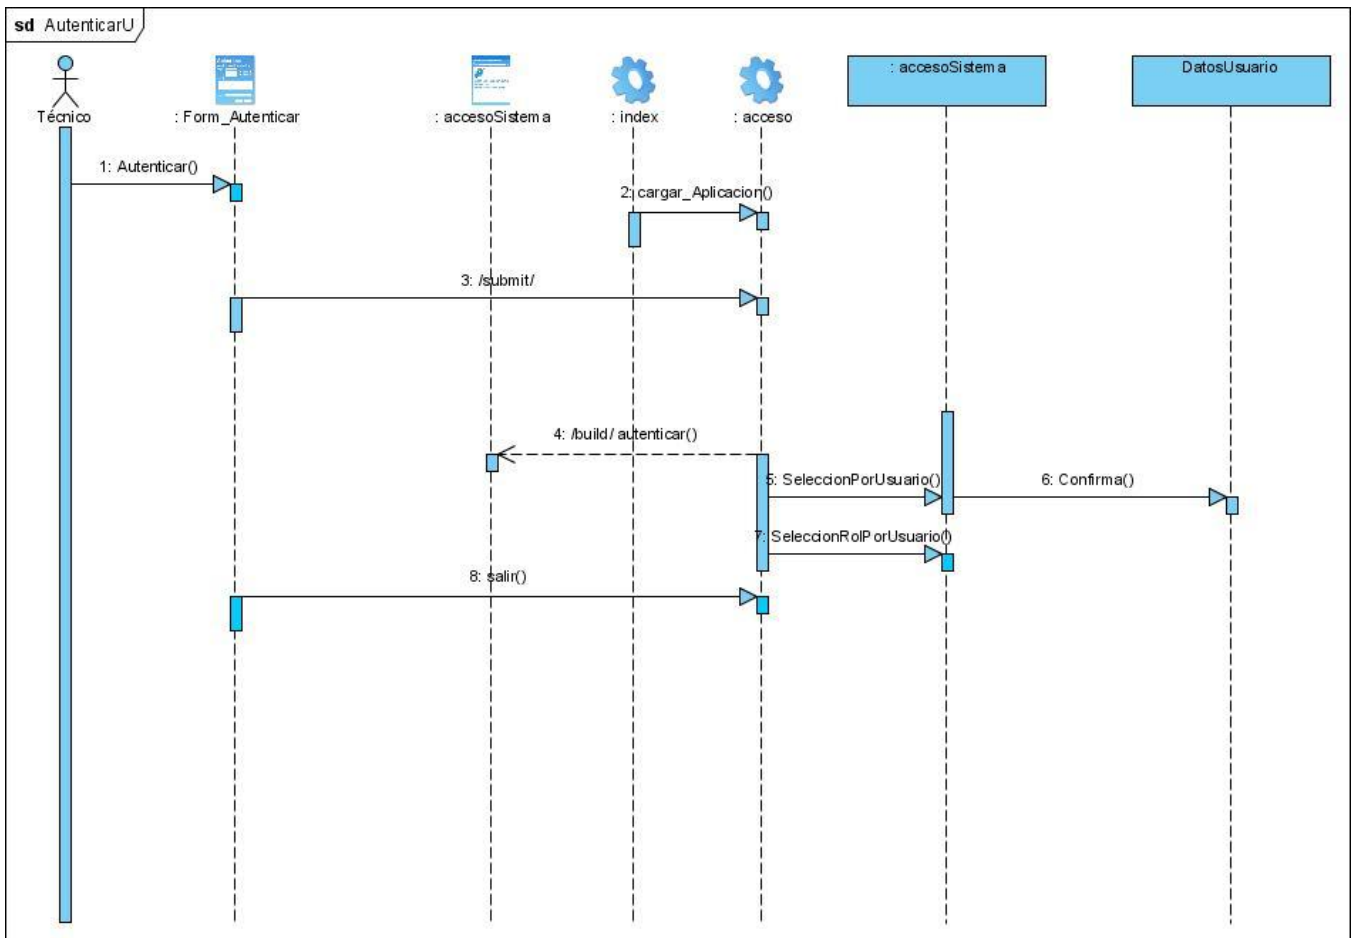 sd AutenticarU
Técnico
: Form_Autenticar
: accesoSistema
: index
: acceso
: accesoSistema
DatosUsuario
1: Autenticar()
2: cargar_Aplicacion()
3: /submit/
4: /build/ autenticar()
5: SeleccionPorUsuario()
6: Confirma()
7: SeleccionRolPorUsuario()
8: salir()